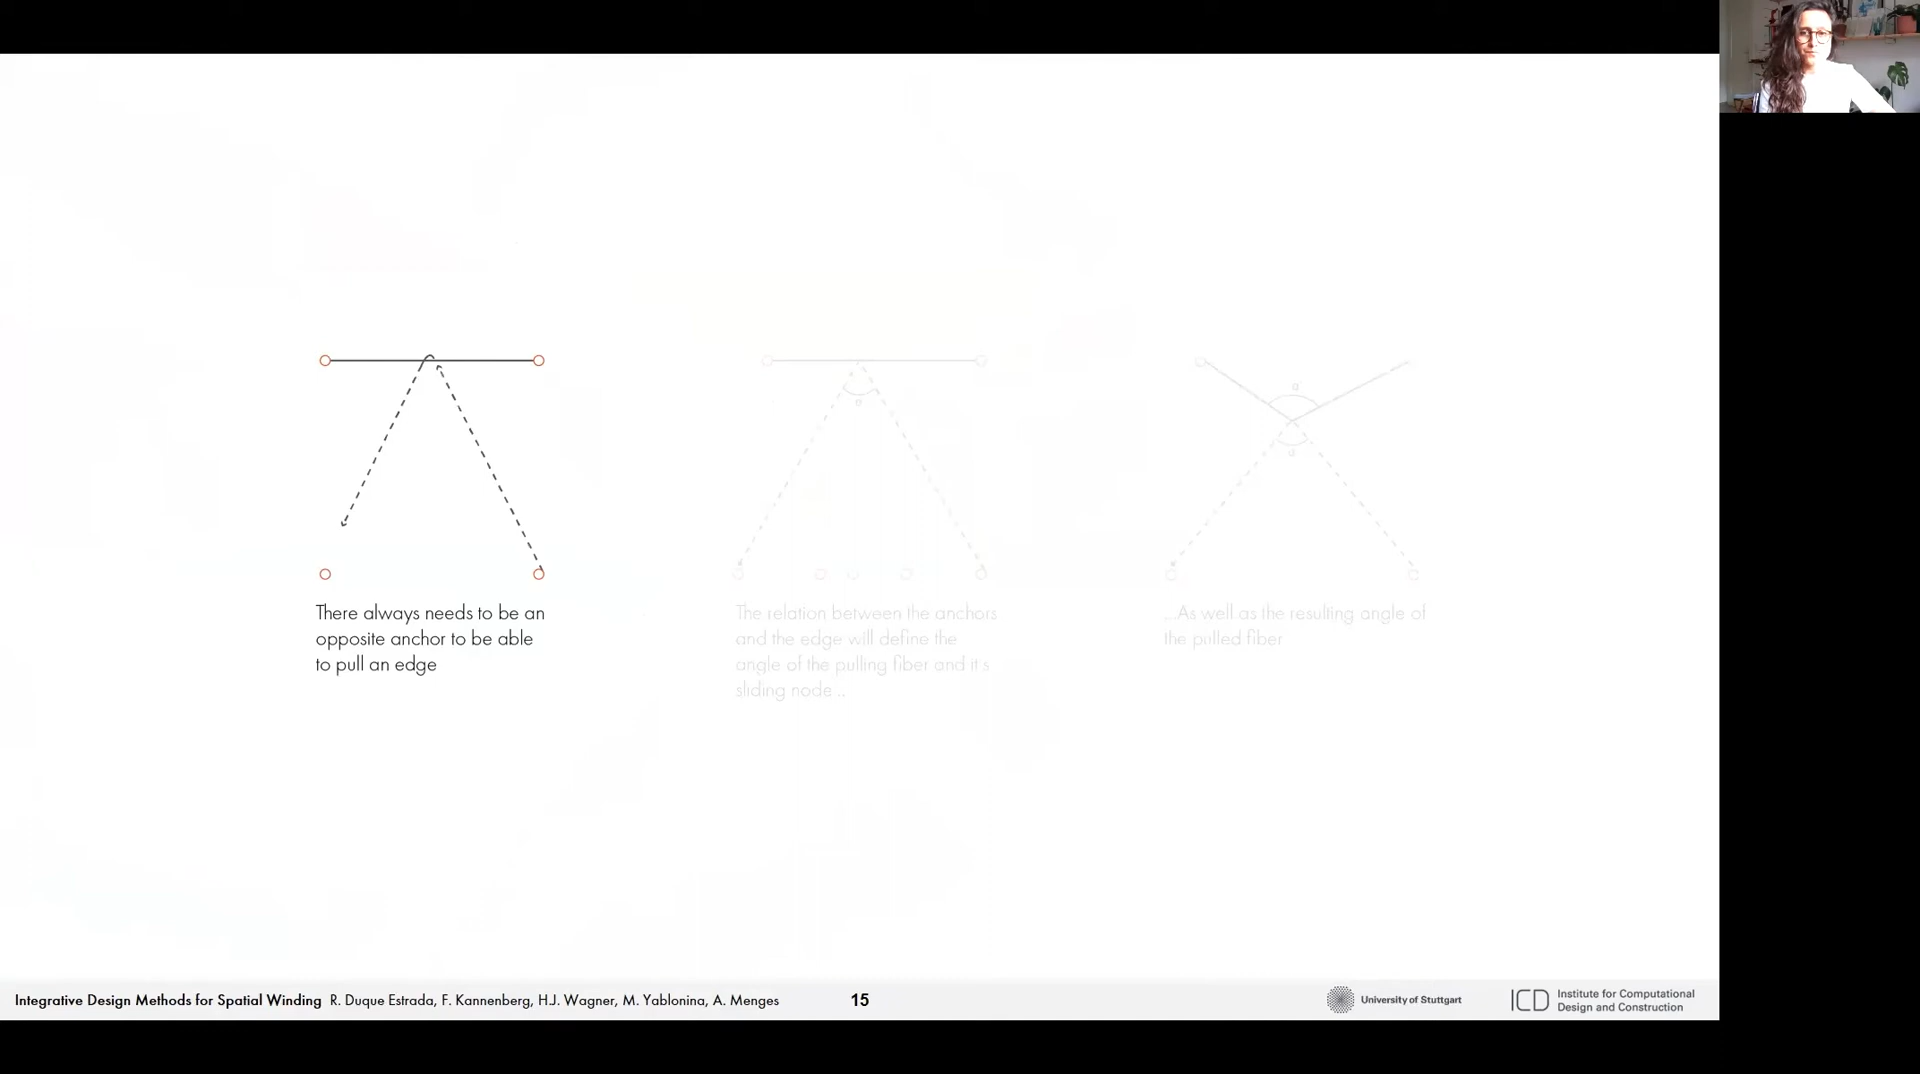 There always needs to be an
opposite anchor to be able
to pull an edge
The relation between the anchors
and the edge will define the
angle of the pulling fiber and it s
sliding node ..
...As well as the resulting angle of
the pulled fiber
Integrative Design Methods for Spatial Winding R. Duque Estrada, F. Kannenberg, H.J. Wagner, M. Yablonina, A. Menges 15
University of Stuttgart
ICD Institute for Computational
Design and Construction